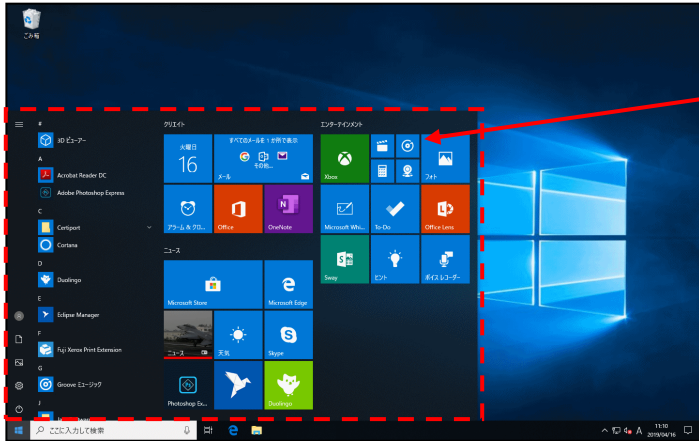 ごみ箱
#
3D ビューアー
A
Acrobat Reader DC
Adobe Photoshop Express
C
Certiport
Cortana
D
Duolingo
E
Eclipse Manager
F
Fuji Xerox Print Extension
G
Groove ミュージック
J
クリエイト
火曜日
16
アラーム & クロ...
すべてのメールを 1 か所で表示
その他...
メール
Office
OneNote
ニュース
Microsoft Store
Microsoft Edge
ニュース
天気
Skype
Photoshop Ex...
Duolingo
エンターテインメント
Xbox
フォト
Microsoft Whi...
To-Do
Office Lens
Sway
ヒント
ボイス レコーダー
ここに入力して検索
A
11:10
2019/04/16